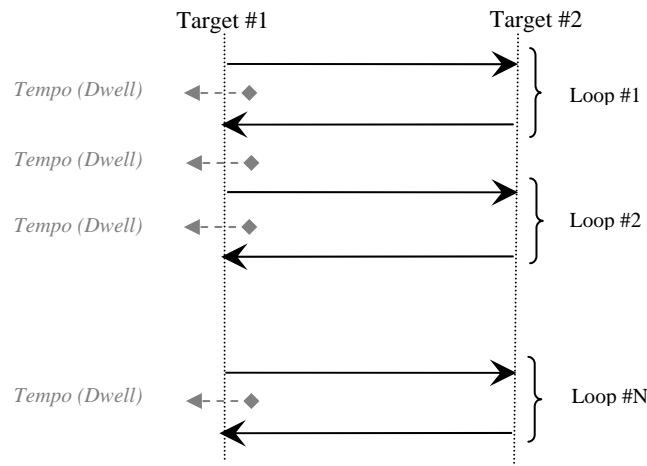 Target #1
Target #2
Tempo (Dwell)
Loop #1
Tempo (Dwell)
Tempo (Dwell)
Loop #2
Tempo (Dwell)
Loop #N